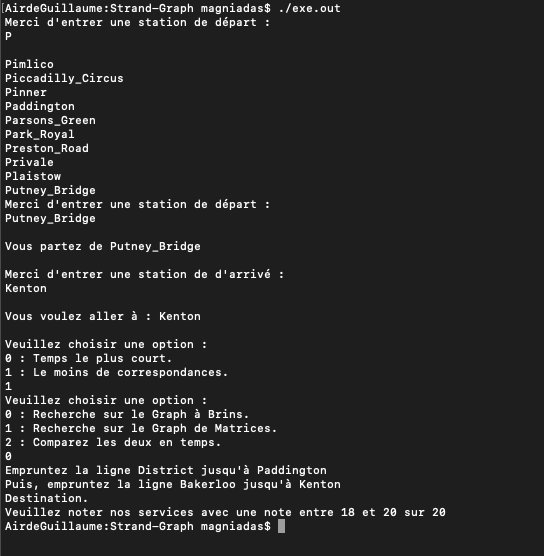 [AirdeGuillaume:Strand-Graph magniadas$ ./exe.out
Merci d'entrer une station de départ :
P

Pimlico
Piccadilly_Circus
Pinner
Paddington
Parsons_Green
Park_Royal
Preston_Road
Privale
Plaistow
Putney_Bridge
Merci d'entrer une station de départ :
Putney_Bridge

Vous partez de Putney_Bridge

Merci d'entrer une station de d'arrivé :
Kenton

Vous voulez aller à : Kenton

Veuillez choisir une option :
0 : Temps le plus court.
1 : Le moins de correspondances.
1
Veuillez choisir une option :
0 : Recherche sur le Graph à Brins.
1 : Recherche sur le Graph de Matrices.
2 : Comparez les deux en temps.
0
Empruntez la ligne District jusqu'à Paddington
Puis, empruntez la ligne Bakerloo jusqu'à Kenton
Destination.
Veuillez noter nos services avec une note entre 18 et 20 sur 20
AirdeGuillaume:Strand-Graph magniadas$